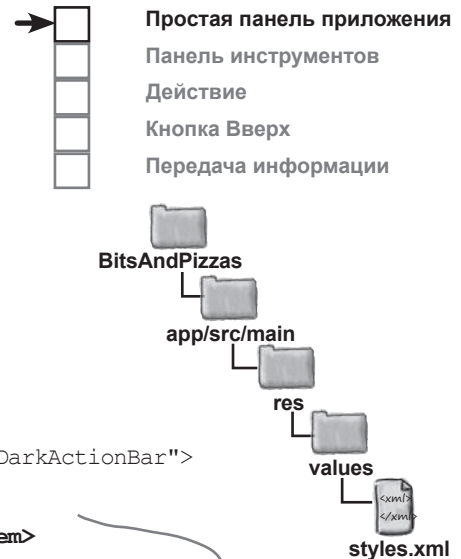 Простая панель приложения
Панель инструментов
Действие
Кнопка Вверх
Передача информации
BitsAndPizzas
app/src/main
res
DarkActionBar">
values
<xml>
</xml>
em>
styles.xml